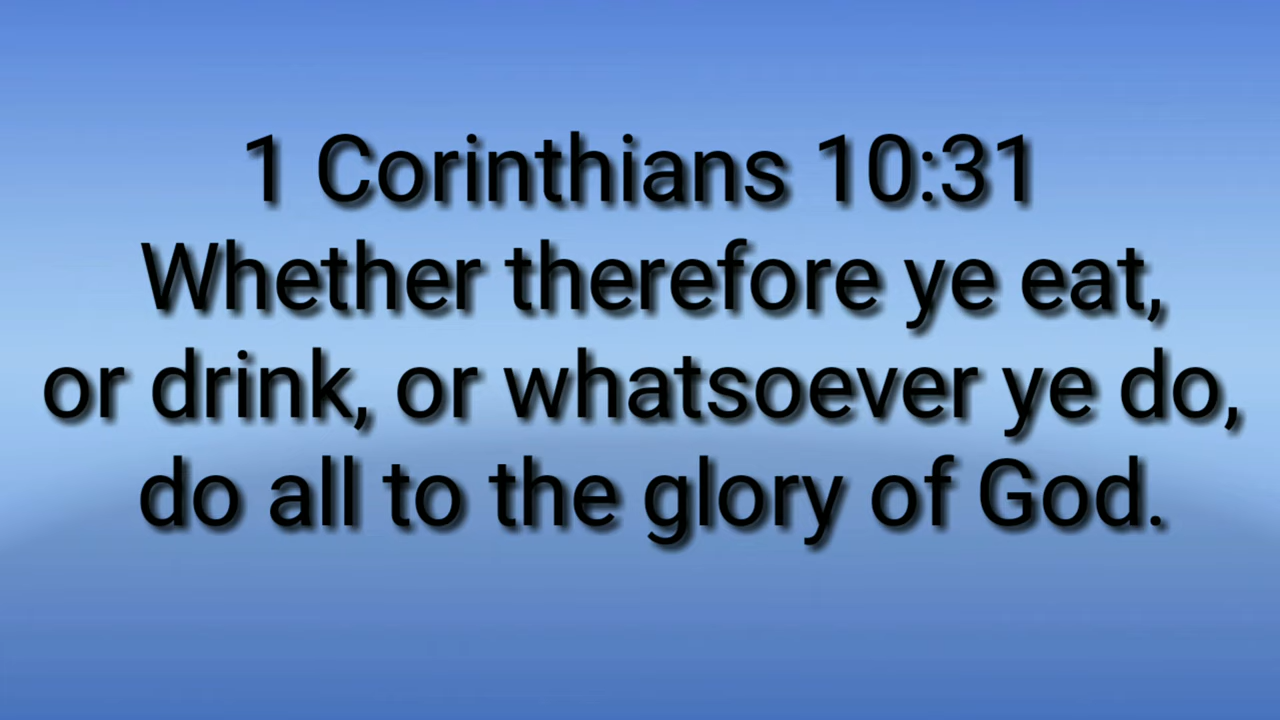 1 Corinthians 10:31
Whether therefore ye eat,
or drink, or whatsoever ye do,
do all to the glory of God.